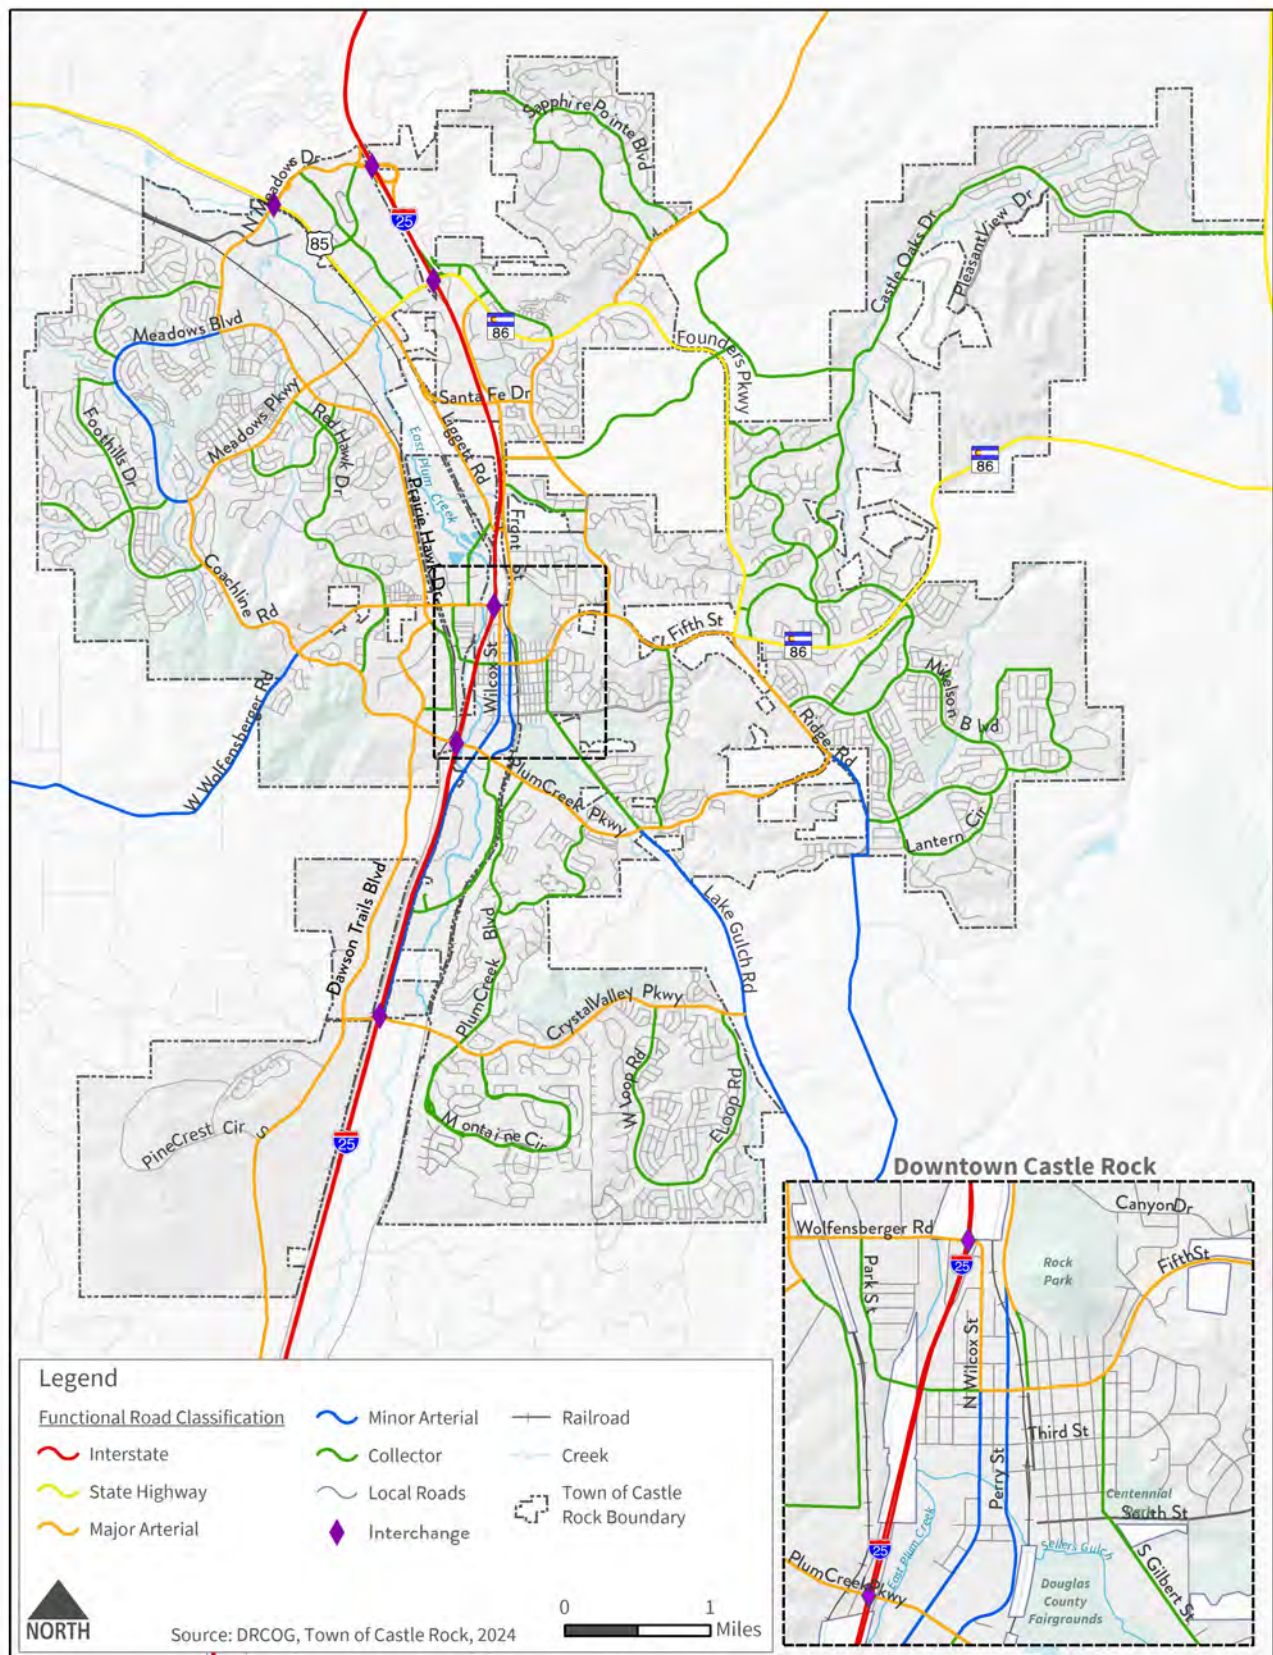 Sapphire Pointe Blvd
N Meadows Dr
25
85
Castle Oaks Dr
Pleasant View Dr
86
Meadows Blvd
Founders Pkwy
Santa Fe Dr
Meadows Pkwy
Red Hawk Dr
Liggett Rd
Foothills Dr
East Plum Creek
86
Prairie Hawk Dr
Front St
Coachline Rd
Fifth St
86
Wilcox St
Mikelson Blvd
W Wolfensberger Rd
Ridge Rd
Plum Creek Pkwy
Lantern Cir
Lake Gulch Rd
Dawson Trails Blvd
Plum Creek Blvd
Crystal Valley Pkwy
W Loop Rd
E Loop Rd
Montaine Cir
Pine Crest Cir S
25
Downtown Castle Rock
Canyon Dr
Wolfensberger Rd
Fifth St
Rock
Park
25
Park St
N Wilcox St
Third St
Perry St
Centennial
South St
East Plum Creek
Sellers Gulch
25
S Gilbert St
Plum Creek Pkwy
Douglas
County
Fairgrounds
Legend
Functional Road Classification
Interstate
State Highway
Major Arterial
Minor Arterial
Collector
Local Roads
Interchange
Railroad
Creek
Town of Castle
Rock Boundary
NORTH
Source: DRCOG, Town of Castle Rock, 2024
0 1
Miles